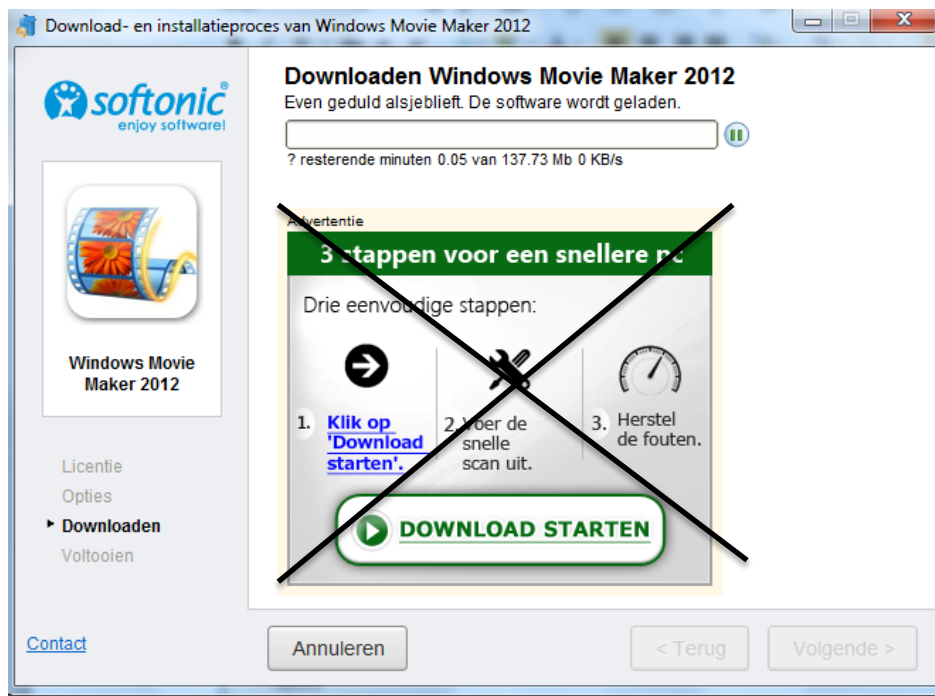 Download- en installatieproces van Windows Movie Maker 2012
softonic
enjoy software!
Windows Movie
Maker 2012
Licentie
Opties
Downloaden
Voltooien
Contact
Downloaden Windows Movie Maker 2012
Even geduld alsjeblieft. De software wordt geladen.
? resterende minuten 0.05 van 137.73 Mb 0 KB/s
Advertentie
3 stappen voor een snellere pc
Drie eenvoudige stappen:
1. Klik op
'Download
starten'.
2. Voer de
snelle
scan uit.
3. Herstel
de fouten.
DOWNLOAD STARTEN
Annuleren
< Terug
Volgende >